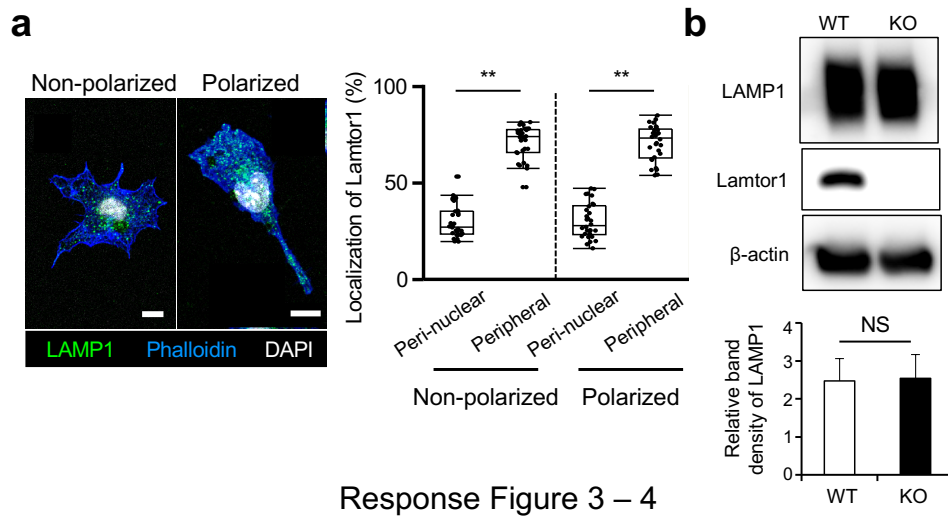 a
Non-polarized
Polarized
LAMP1 Phalloidin DAPI
Localization of Lamtor1 (%)
100
50
0
**
**
Peri-nuclear
Peripheral
Peri-nuclear
Peripheral
Non-polarized
Polarized
b
WT KO
LAMP1
Lamtor1
β-actin
Relative band
density of LAMP1
5
4
3
2
1
0
NS
WT KO
Response Figure 3 – 4